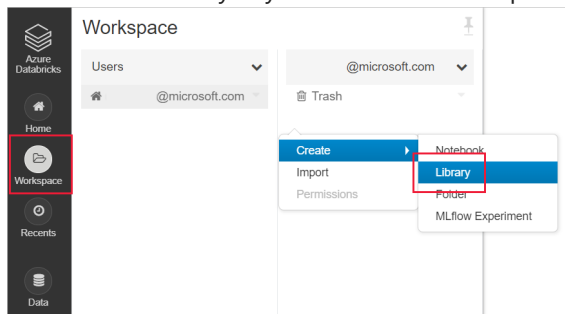 Workspace
Azure
Databricks
Home
Workspace
Recents
Data
Users
@microsoft.com
@microsoft.com
Trash
Create
Import
Permissions
Notebook
Library
Folder
MLflow Experiment